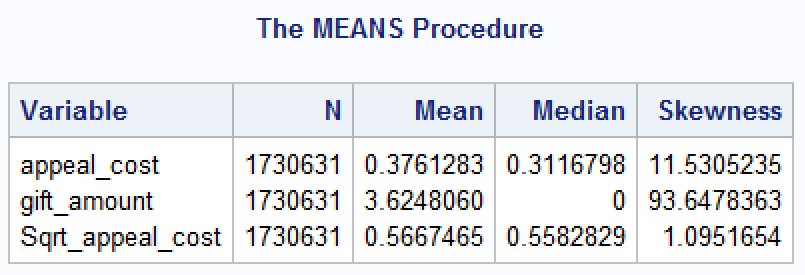 The MEANS Procedure
Variable N Mean Median Skewness
appeal_cost 1730631 0.3761283 0.3116798 11.5305235
gift_amount 1730631 3.6248060 0 93.6478363
Sqrt_appeal_cost 1730631 0.5667465 0.5582829 1.0951654